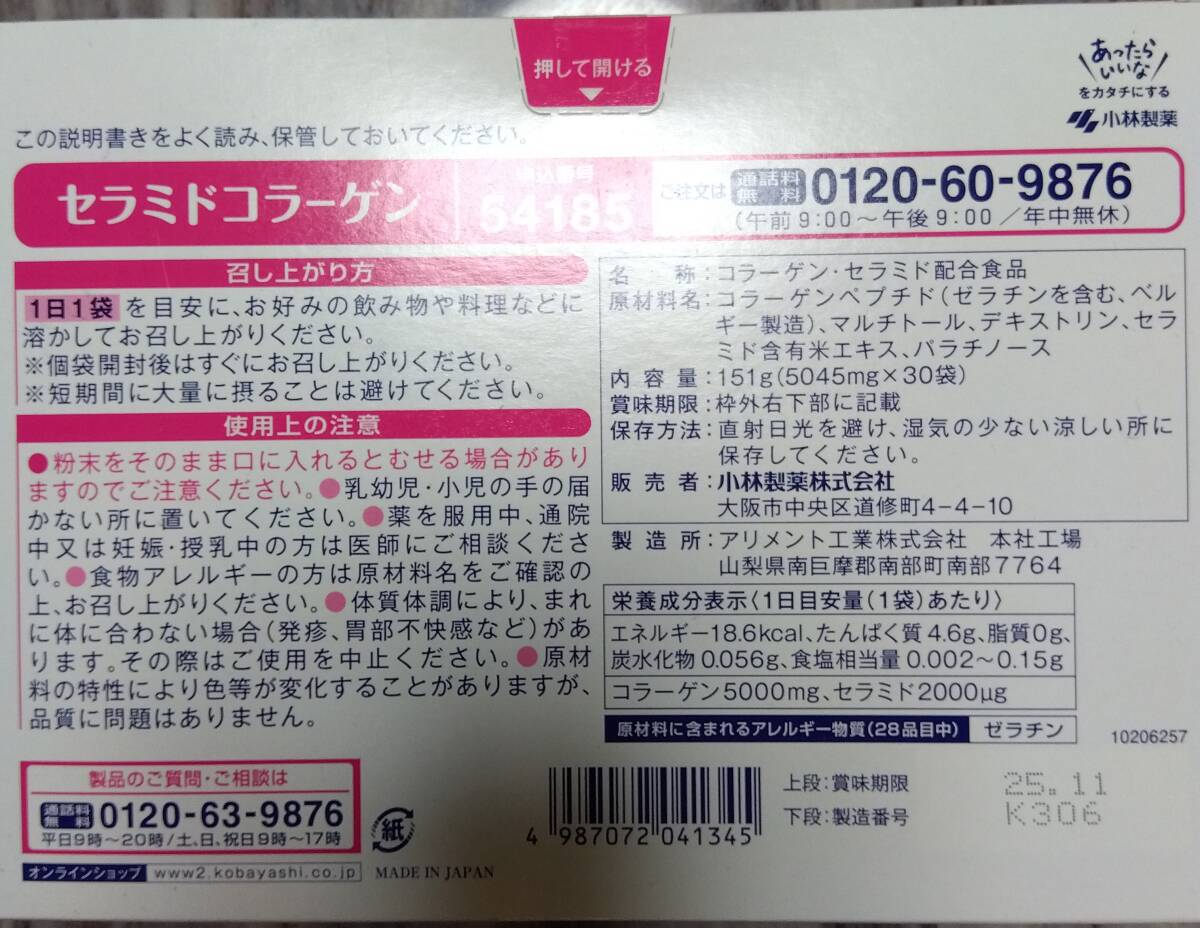 押して開ける
あったら
いいな
をカタチにする
小林製薬
この説明書きをよく読み、保管しておいてください。
セラミドコラーゲン
申込番号
54185
ご注文は 通話料無料 0120-60-9876
(午前9:00～午後9:00／年中無休)
召し上がり方
1日1袋を目安に、お好みの飲み物や料理などに
溶かしてお召し上がりください。
※個袋開封後はすぐにお召し上がりください。
※短期間に大量に摂ることは避けてください。
使用上の注意
●粉末をそのまま口に入れるとむせる場合があり
ますのでご注意ください。●乳幼児・小児の手の届
かない所に置いてください。●薬を服用中、通院
中又は妊娠・授乳中の方は医師にご相談くださ
い。●食物アレルギーの方は原材料名をご確認の
上、お召し上がりください。●体質体調により、まれ
に体に合わない場合(発疹、胃部不快感など)があ
ります。その際はご使用を中止ください。●原材
料の特性により色等が変化することがありますが、
品質に問題はありません。
名称:コラーゲン・セラミド配合食品
原材料名:コラーゲンペプチド(ゼラチンを含む、ベル
ギー製造)、マルチトール、デキストリン、セラ
ミド含有米エキス、パラチノース
内容量:151g(5045mg×30袋)
賞味期限:枠外右下部に記載
保存方法:直射日光を避け、湿気の少ない涼しい所に
保存してください。
販売者:小林製薬株式会社
大阪市中央区道修町4-4-10
製造所:アリメント工業株式会社 本社工場
山梨県南巨摩郡南部町南部7764
栄養成分表示〈1日目安量(1袋)あたり〉
エネルギー18.6kcal、たんぱく質4.6g、脂質0g、
炭水化物0.056g、食塩相当量0.002～0.15g
コラーゲン5000mg、セラミド2000μg
原材料に含まれるアレルギー物質(28品目中) ゼラチン
10206257
製品のご質問・ご相談は
通話料無料 0120-63-9876
平日9時～20時/土、日、祝日9時～17時
オンラインショップ www2.kobayashi.co.jp
紙
MADE IN JAPAN
4 987072 041345
上段:賞味期限 25.11
下段:製造番号 K306